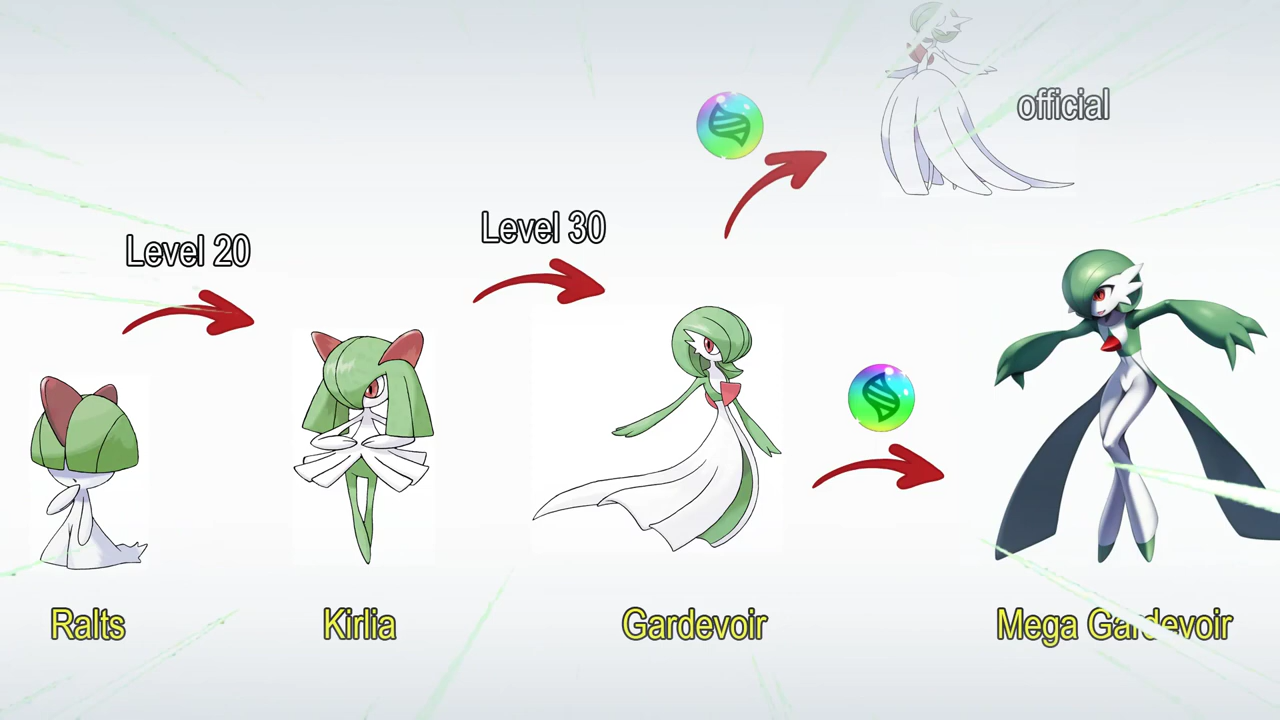 official
Level 30
Level 20
Ralts
Kirlia
Gardevoir
Mega Gardevoir